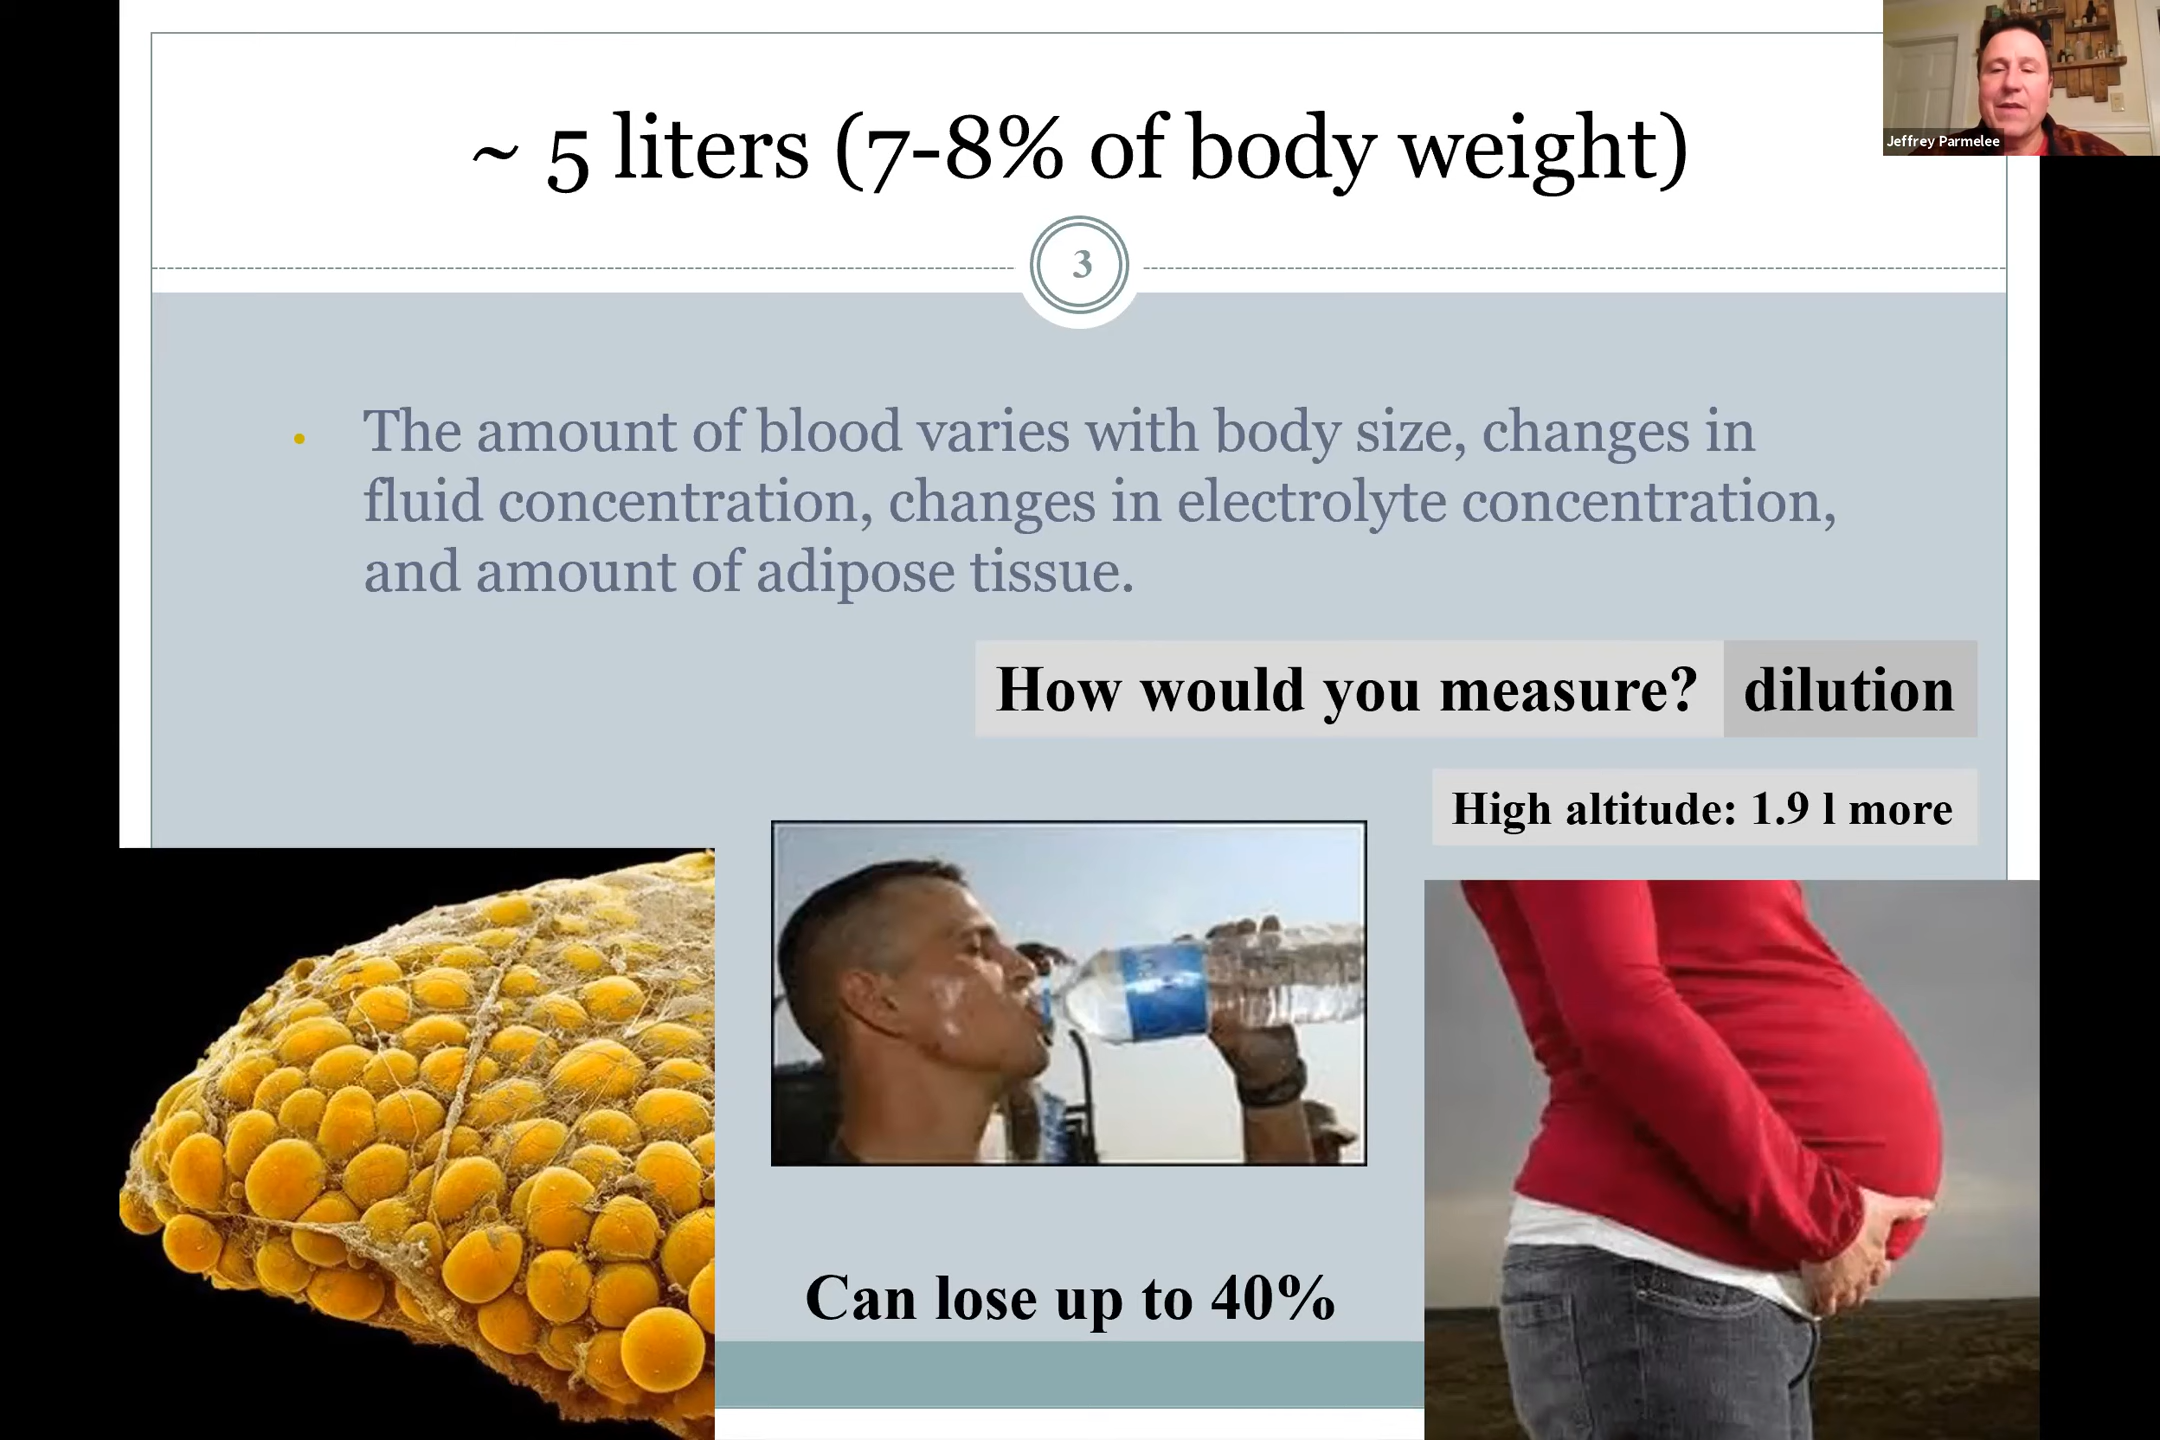 ~ 5 liters (7-8% of body weight)
Jeffrey Parmelee
3
• The amount of blood varies with body size, changes in
fluid concentration, changes in electrolyte concentration,
and amount of adipose tissue.
How would you measure? dilution
High altitude: 1.9 l more
Can lose up to 40%